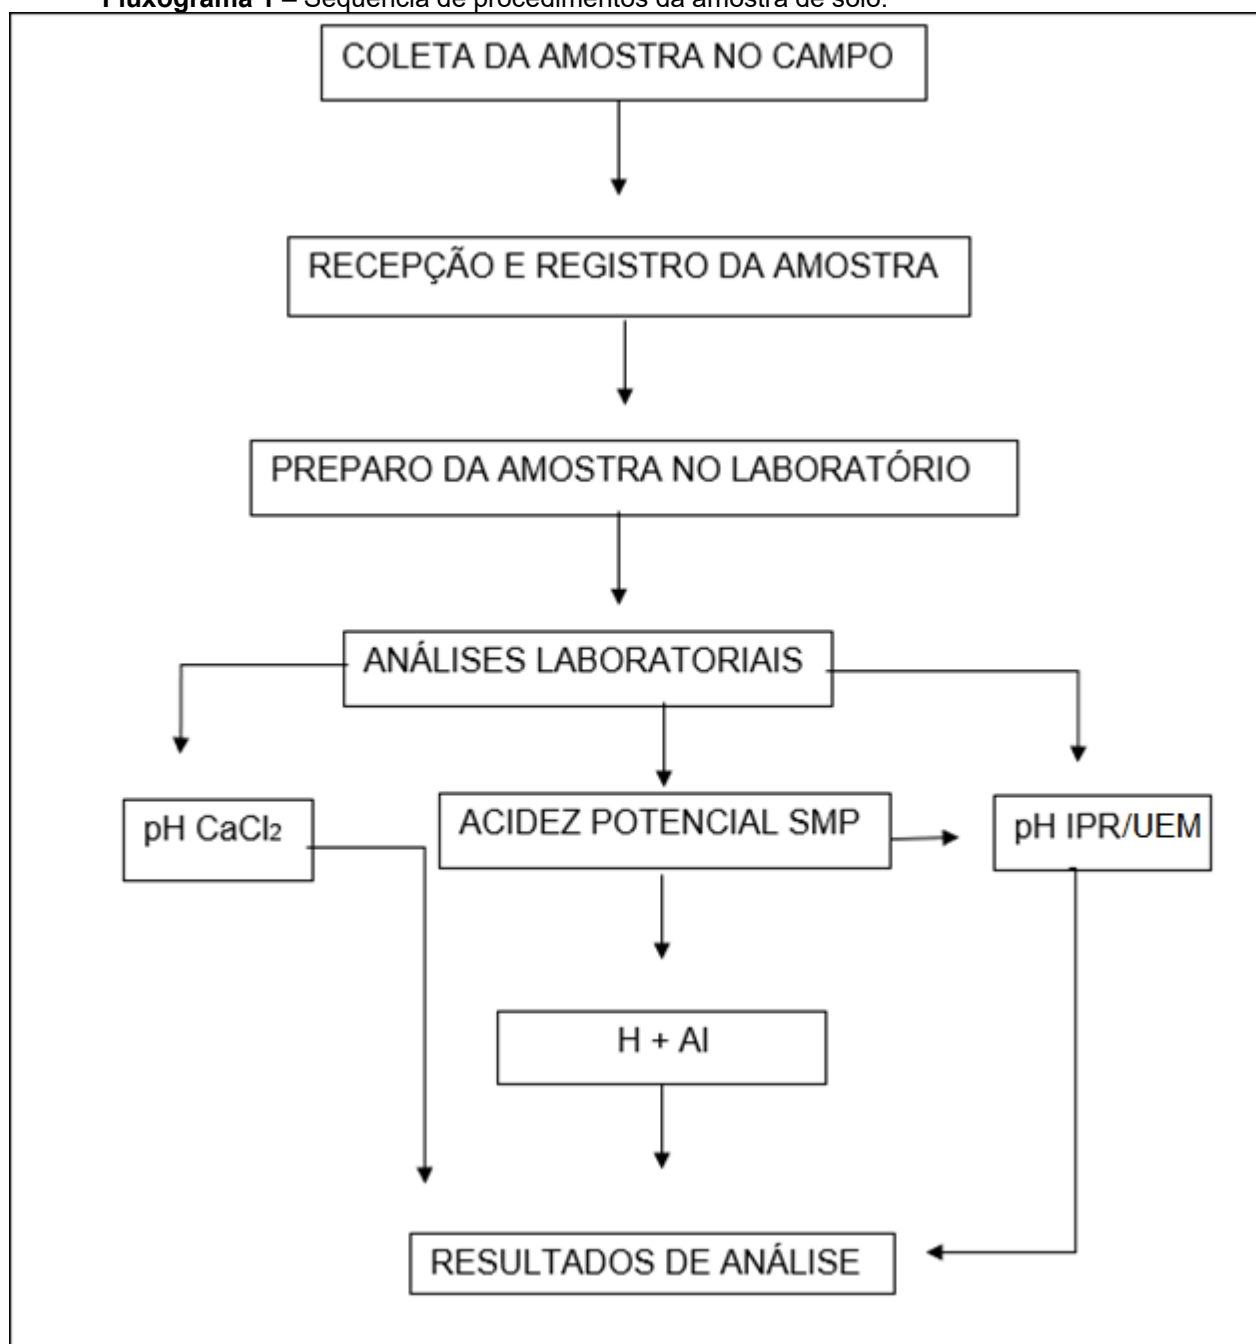 Fluxograma 1 – Sequência de procedimentos da amostra de solo.
COLETA DA AMOSTRA NO CAMPO
RECEPÇÃO E REGISTRO DA AMOSTRA
PREPARO DA AMOSTRA NO LABORATÓRIO
ANÁLISES LABORATORIAIS
pH CaCl₂
ACIDEZ POTENCIAL SMP
pH IPR/UEM
H + Al
RESULTADOS DE ANÁLISE